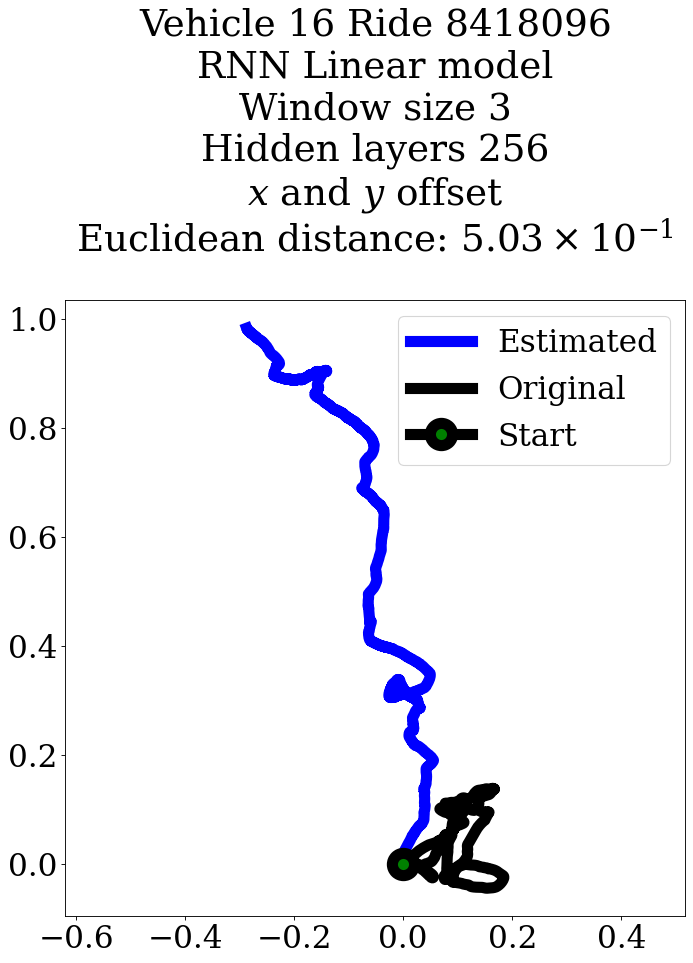 Vehicle 16 Ride 8418096
RNN Linear model
Window size 3
Hidden layers 256
x and y offset
Euclidean distance: 5.03 × 10⁻¹
Estimated
Original
Start
1.0
0.8
0.6
0.4
0.2
0.0
−0.6 −0.4 −0.2 0.0 0.2 0.4